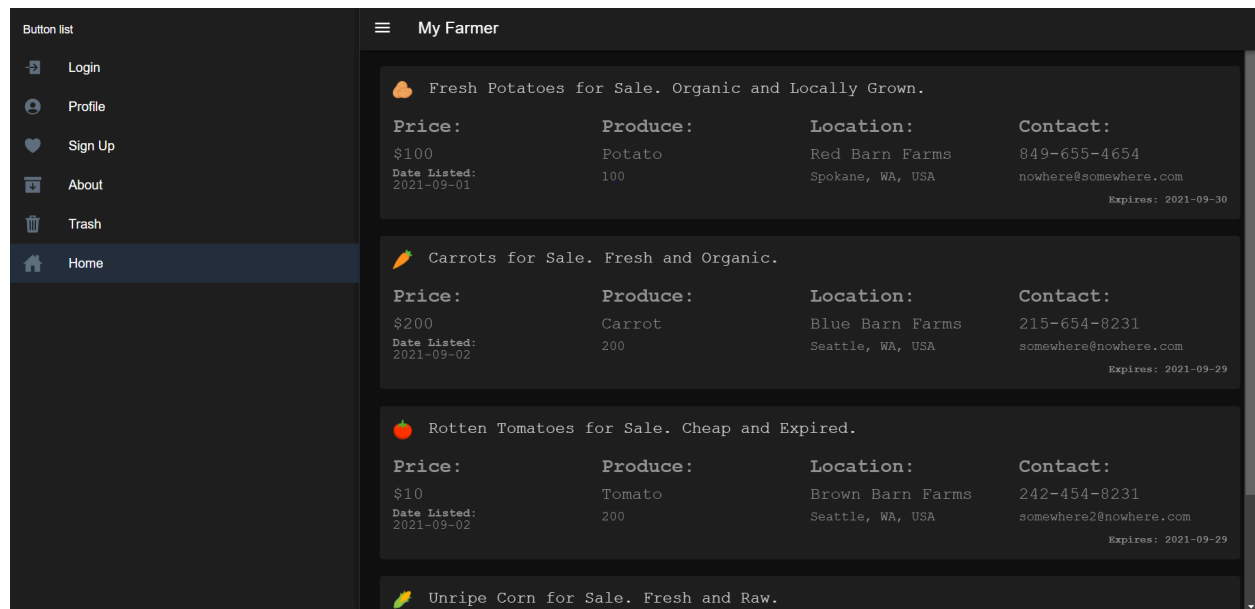 Button list
Login
Profile
Sign Up
About
Trash
Home
My Farmer
Fresh Potatoes for Sale. Organic and Locally Grown.
Price: Produce: Location: Contact:
$100 Potato Red Barn Farms 849-655-4654
Date Listed: 100 Spokane, WA, USA nowhere@somewhere.com
2021-09-01
Expires: 2021-09-30
Carrots for Sale. Fresh and Organic.
Price: Produce: Location: Contact:
$200 Carrot Blue Barn Farms 215-654-8231
Date Listed: 200 Seattle, WA, USA somewhere@nowhere.com
2021-09-02
Expires: 2021-09-29
Rotten Tomatoes for Sale. Cheap and Expired.
Price: Produce: Location: Contact:
$10 Tomato Brown Barn Farms 242-454-8231
Date Listed: 200 Seattle, WA, USA somewhere2@nowhere.com
2021-09-02
Expires: 2021-09-29
Unripe Corn for Sale. Fresh and Raw.